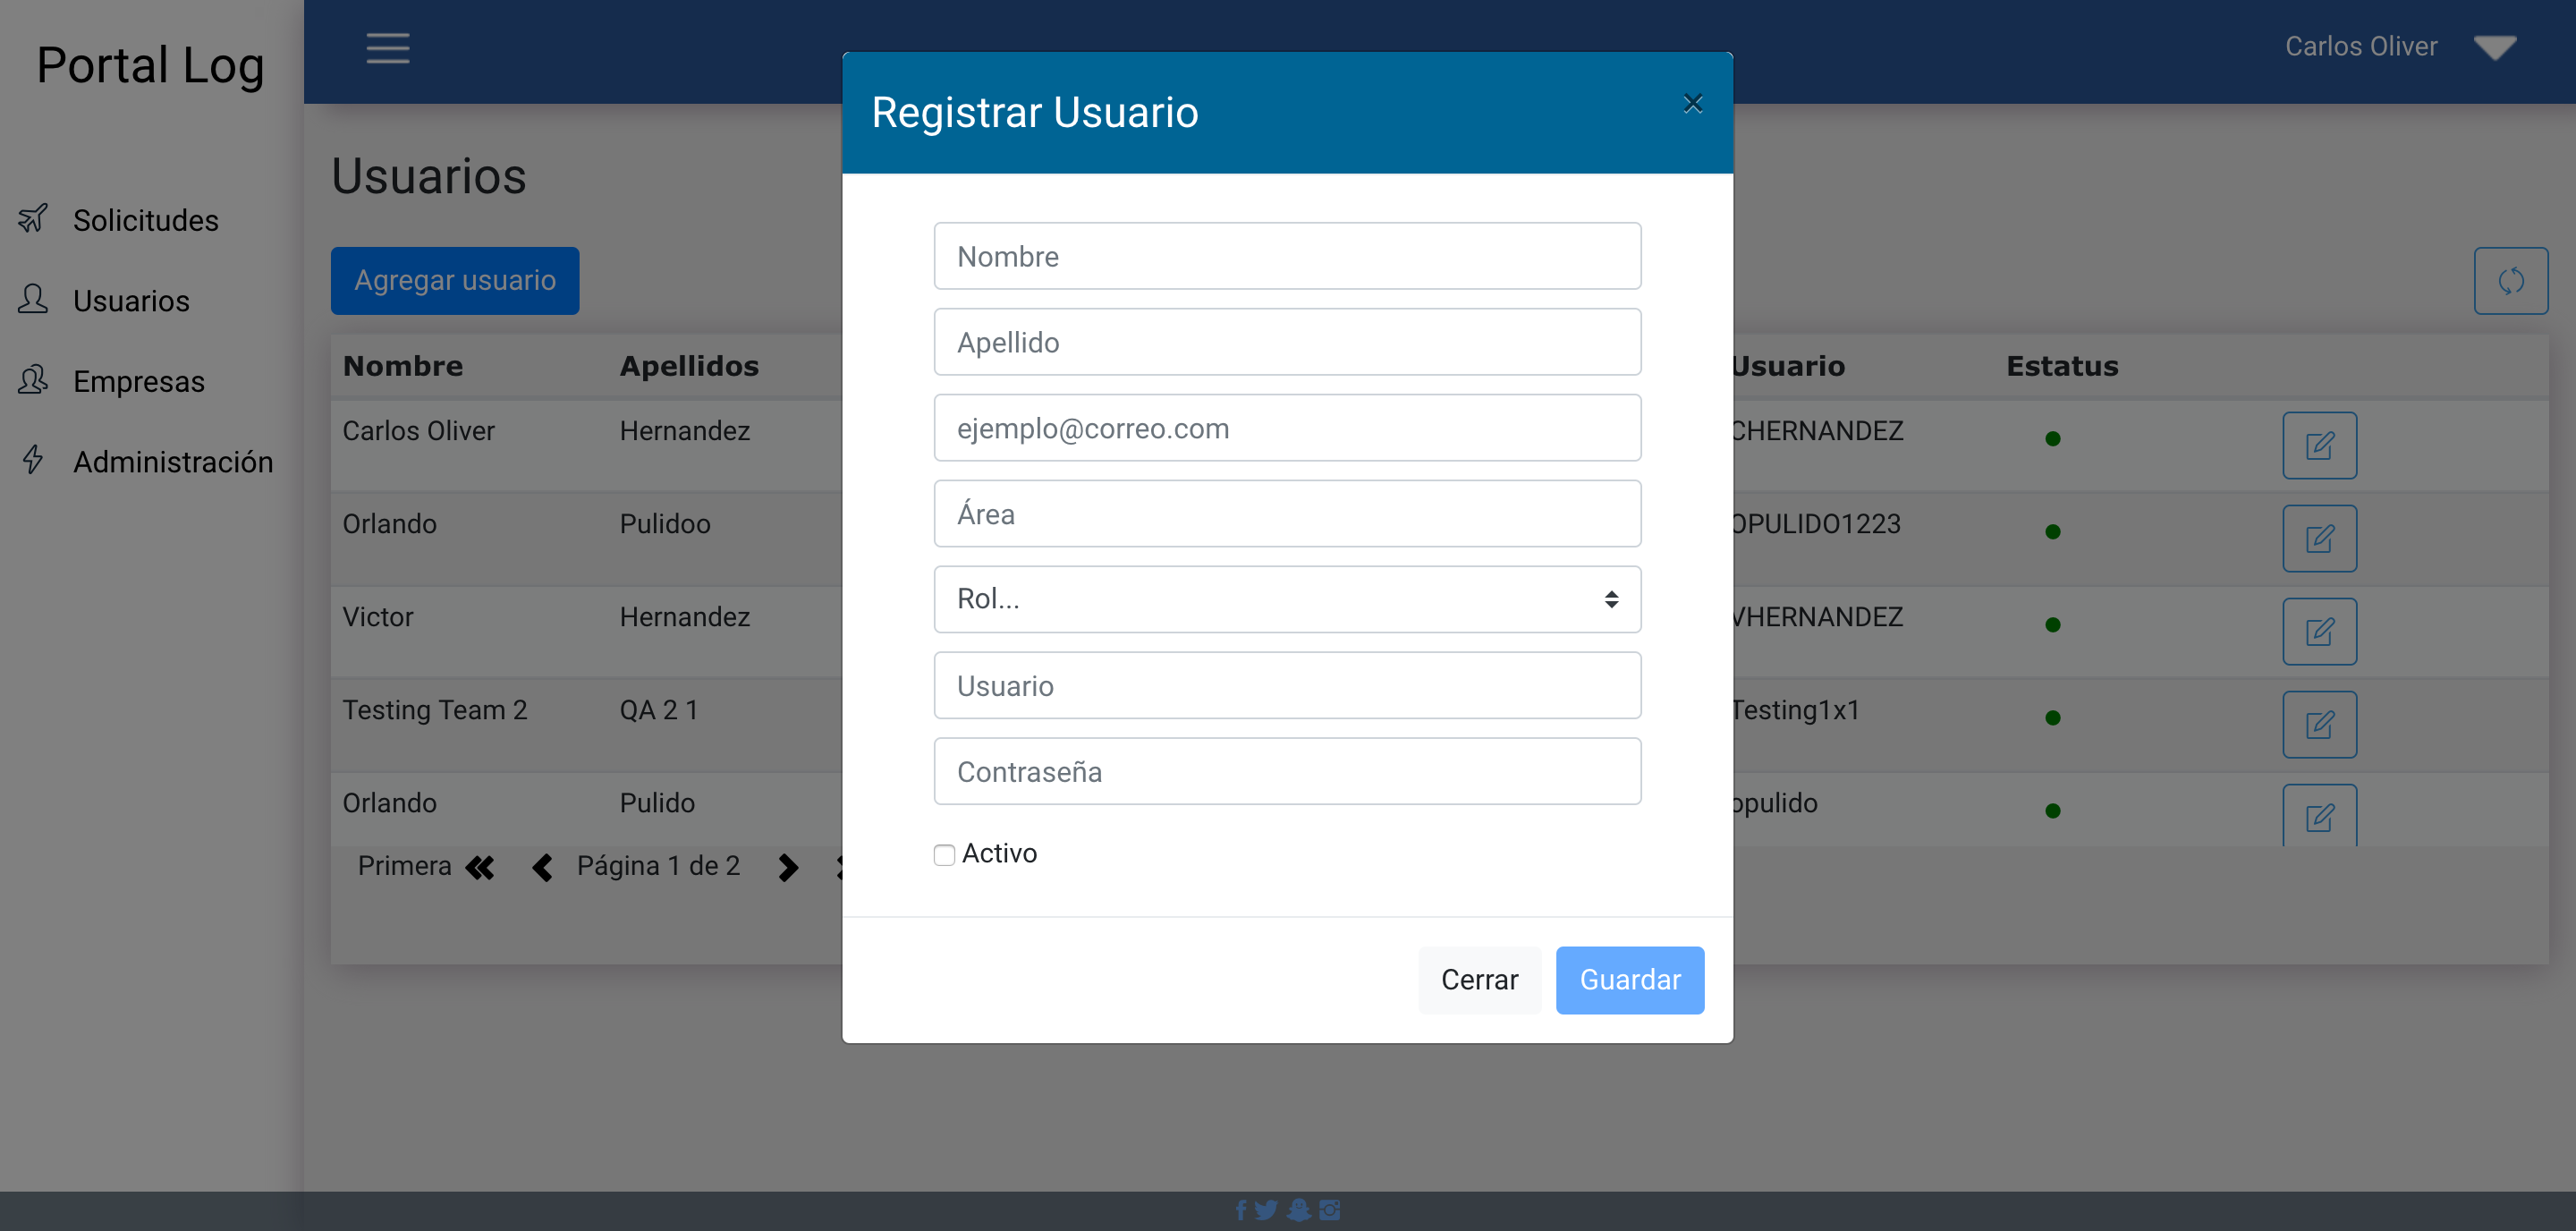 Portal Log
Solicitudes
Usuarios
Empresas
Administración
Carlos Oliver
Usuarios
Agregar usuario
Nombre Apellidos Usuario Estatus
Carlos Oliver Hernandez CHERNANDEZ
Orlando Pulidoo OPULIDO1223
Victor Hernandez VHERNANDEZ
Testing Team 2 QA 2 1 Testing1x1
Orlando Pulido opulido
Primera Página 1 de 2
Registrar Usuario ×
Nombre
Apellido
ejemplo@correo.com
Área
Rol...
Usuario
Contraseña
Activo
Cerrar Guardar